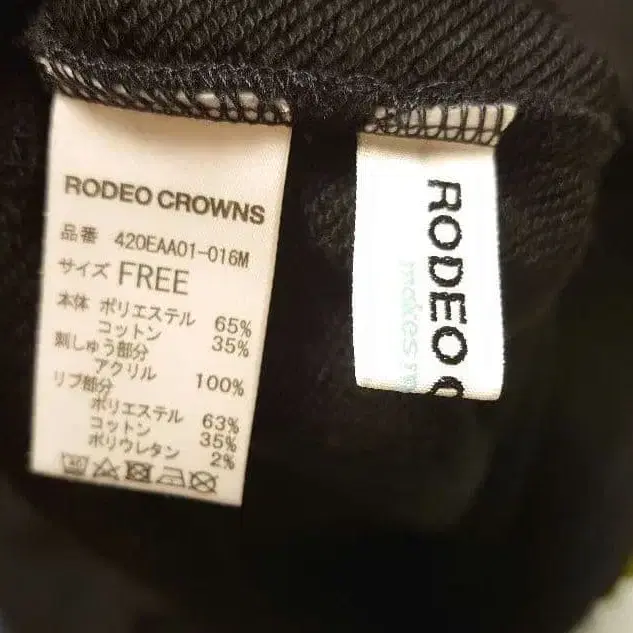 RODEO CROWNS
品番 420EAA01-016M
サイズ FREE
本体 ポリエステル 65%
コットン 35%
刺しゅう部分
アクリル 100%
リブ部分
ポリエステル 63%
コットン 35%
ポリウレタン 2%
40
RODEO C
makes